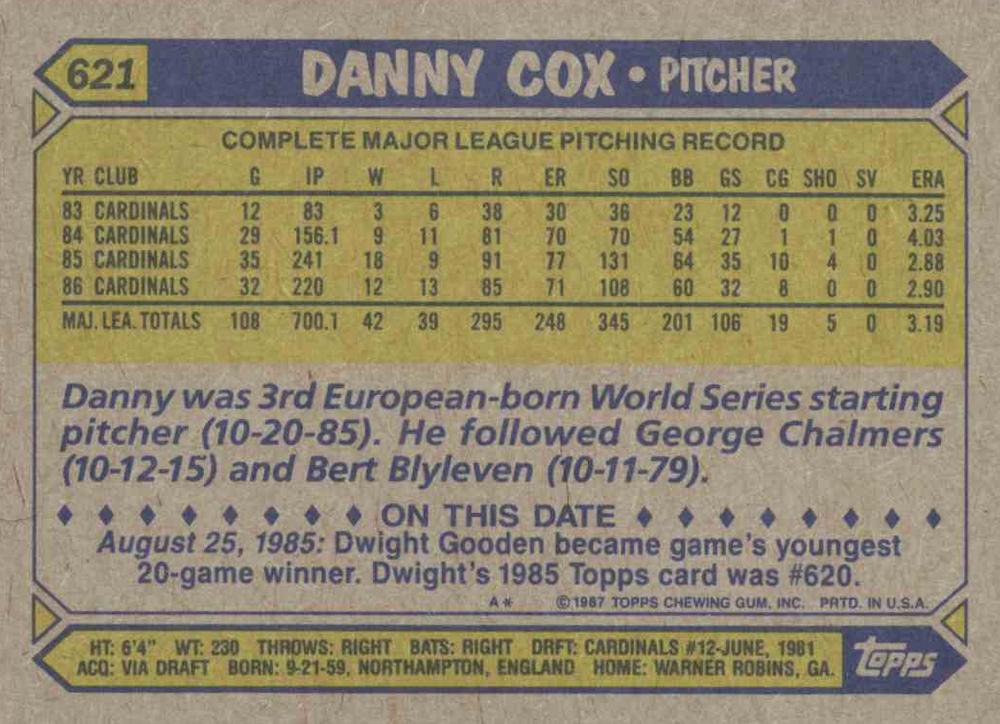 621 DANNY COX • PITCHER
COMPLETE MAJOR LEAGUE PITCHING RECORD
YR CLUB G IP W L R ER SO BB GS CG SHO SV ERA
83 CARDINALS 12 83 3 6 38 30 36 23 12 0 0 0 3.25
84 CARDINALS 29 156.1 9 11 81 70 70 54 27 1 1 0 4.03
85 CARDINALS 35 241 18 9 91 77 131 64 35 10 4 0 2.88
86 CARDINALS 32 220 12 13 85 71 108 60 32 8 0 0 2.90
MAJ. LEA. TOTALS 108 700.1 42 39 295 248 345 201 106 19 5 0 3.19
Danny was 3rd European-born World Series starting
pitcher (10-20-85). He followed George Chalmers
(10-12-15) and Bert Blyleven (10-11-79).
♦ ♦ ♦ ♦ ♦ ♦ ♦ ♦ ON THIS DATE ♦ ♦ ♦ ♦ ♦ ♦ ♦ ♦
August 25, 1985: Dwight Gooden became game's youngest
20-game winner. Dwight's 1985 Topps card was #620.
A* ©1987 TOPPS CHEWING GUM, INC. PRTD. IN U.S.A.
HT: 6'4" WT: 230 THROWS: RIGHT BATS: RIGHT DRFT: CARDINALS #12-JUNE, 1981
ACQ: VIA DRAFT BORN: 9-21-59, NORTHAMPTON, ENGLAND HOME: WARNER ROBINS, GA.
topps